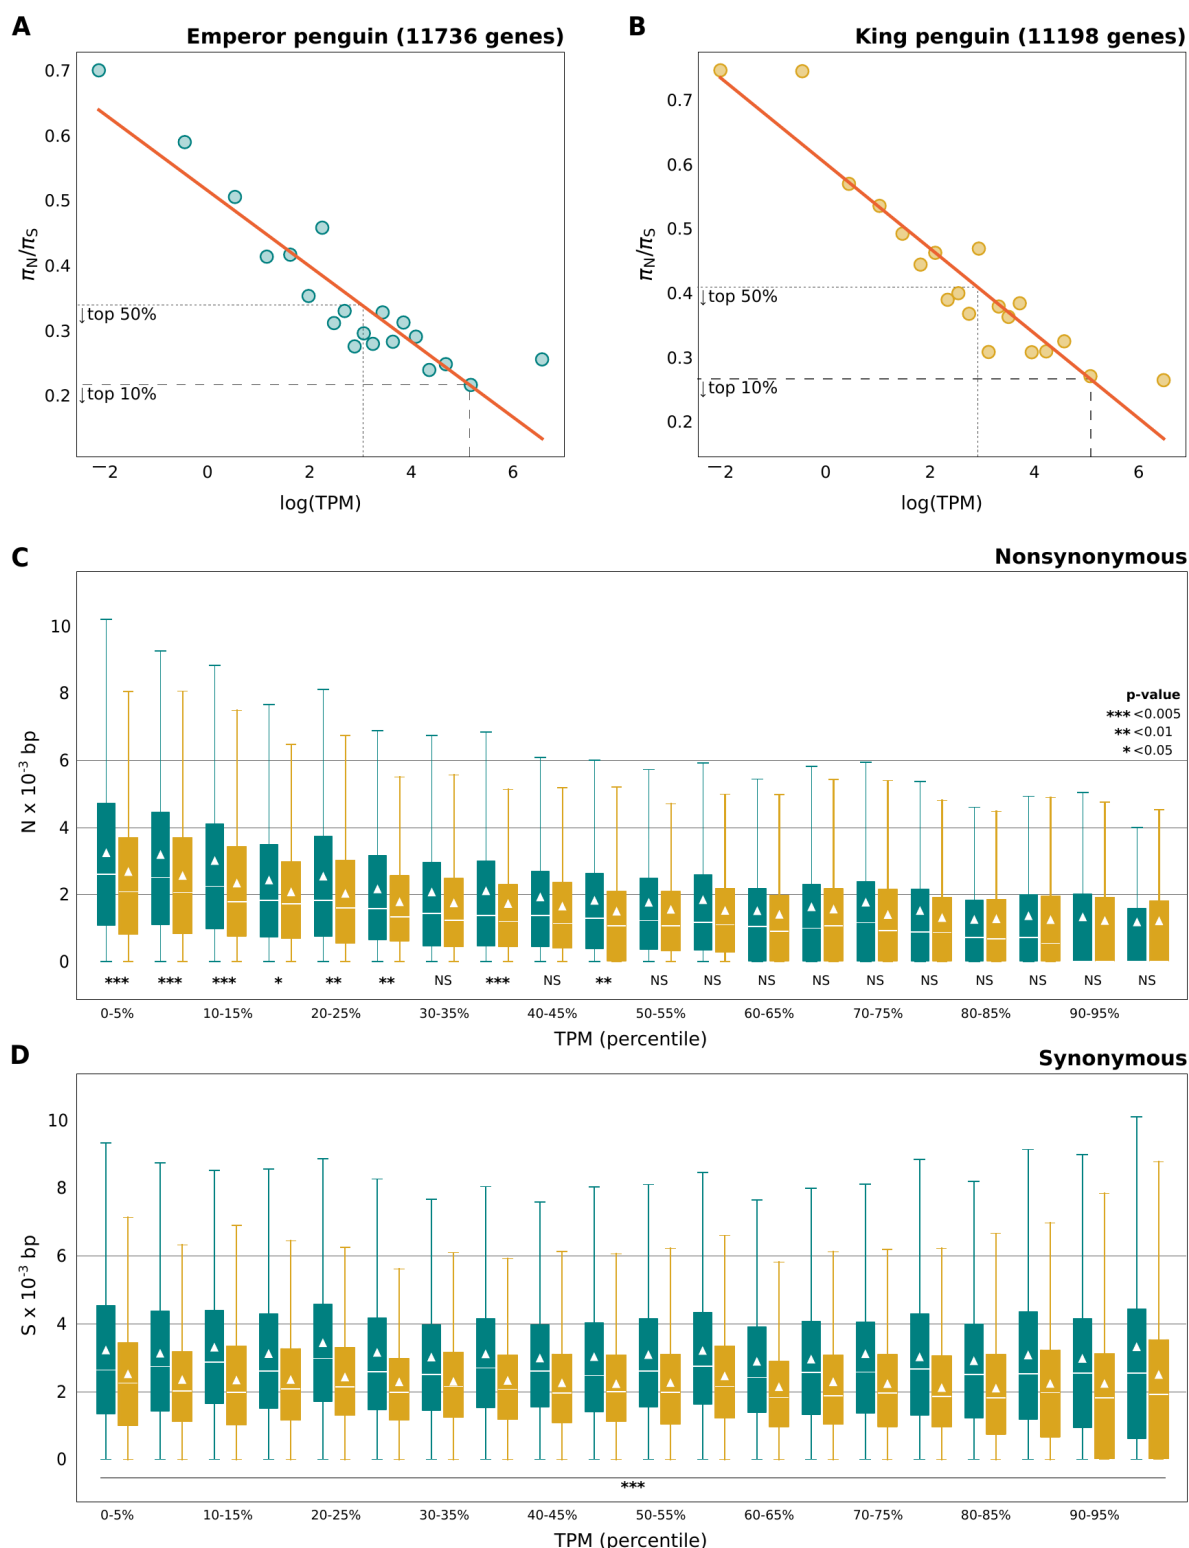 A
Emperor penguin (11736 genes)
0.7
0.6
0.5
0.4
0.3
0.2
πN/πS
↓top 50%
↓top 10%
−2 0 2 4 6
log(TPM)
B
King penguin (11198 genes)
0.7
0.6
0.5
0.4
0.3
0.2
πN/πS
↓top 50%
↓top 10%
−2 0 2 4 6
log(TPM)
C
Nonsynonymous
10
8
6
4
2
0
N x 10-3 bp
p-value
*** <0.005
** <0.01
* <0.05
*** *** *** * ** ** NS *** NS ** NS NS NS NS NS NS NS NS NS NS
0-5% 10-15% 20-25% 30-35% 40-45% 50-55% 60-65% 70-75% 80-85% 90-95%
TPM (percentile)
D
Synonymous
10
8
6
4
2
0
S x 10-3 bp
***
0-5% 10-15% 20-25% 30-35% 40-45% 50-55% 60-65% 70-75% 80-85% 90-95%
TPM (percentile)